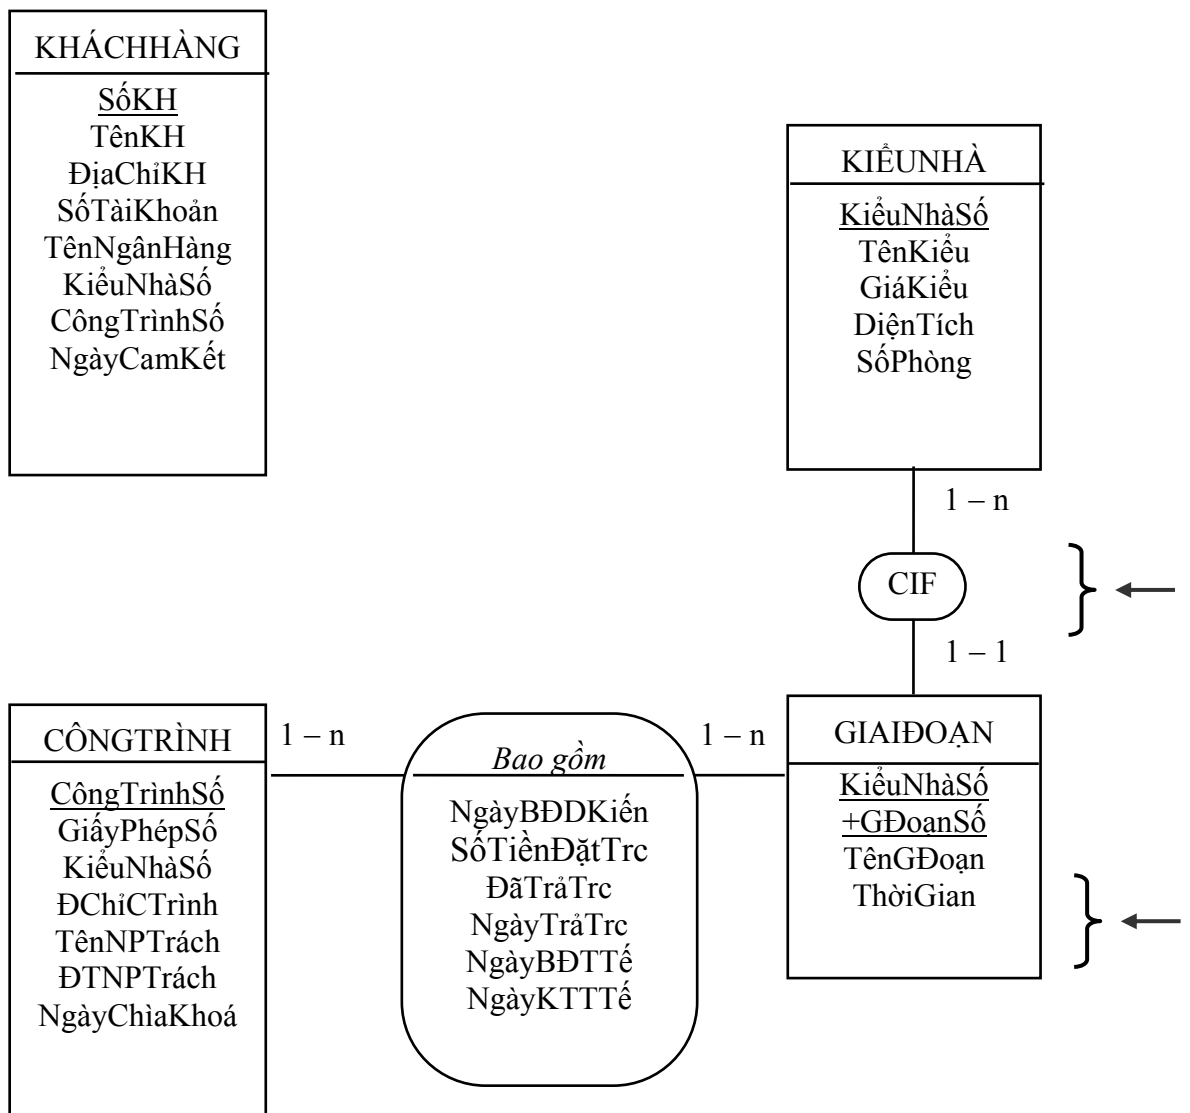 KHÁCHHÀNG
SốKH
TênKH
ĐịaChỉKH
SốTàiKhoản
TênNgânHàng
KiểuNhàSố
CôngTrìnhSố
NgàyCamKết
KIỂUNHÀ
KiểuNhàSố
TênKiểu
GiáKiểu
DiệnTích
SốPhòng
1 – n
CIF
1 – 1
CÔNGTRÌNH
CôngTrìnhSố
GiấyPhépSố
KiểuNhàSố
ĐChỉCTrình
TênNPTrách
ĐTNPTrách
NgàyChìaKhoá
1 – n
Bao gồm
NgàyBĐDKiến
SốTiềnĐặtTrc
ĐãTrảTrc
NgàyTrảTrc
NgàyBĐTTế
NgàyKTTTế
1 – n
GIAIĐOẠN
KiểuNhàSố
+GĐoạnSố
TênGĐoạn
ThờiGian